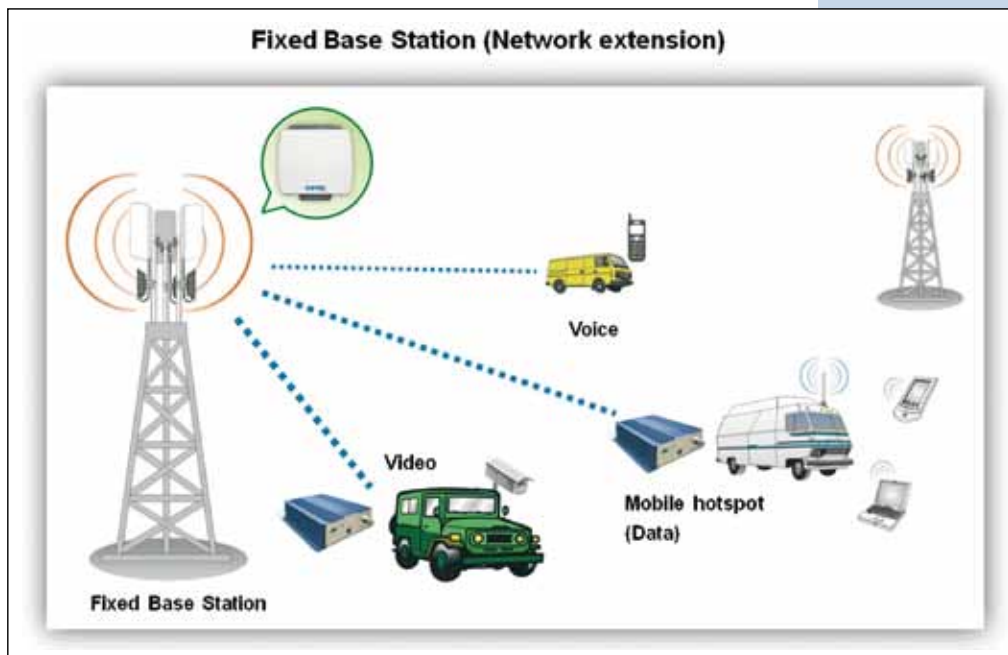 Fixed Base Station (Network extension)
Voice
Video
Mobile hotspot
(Data)
Fixed Base Station